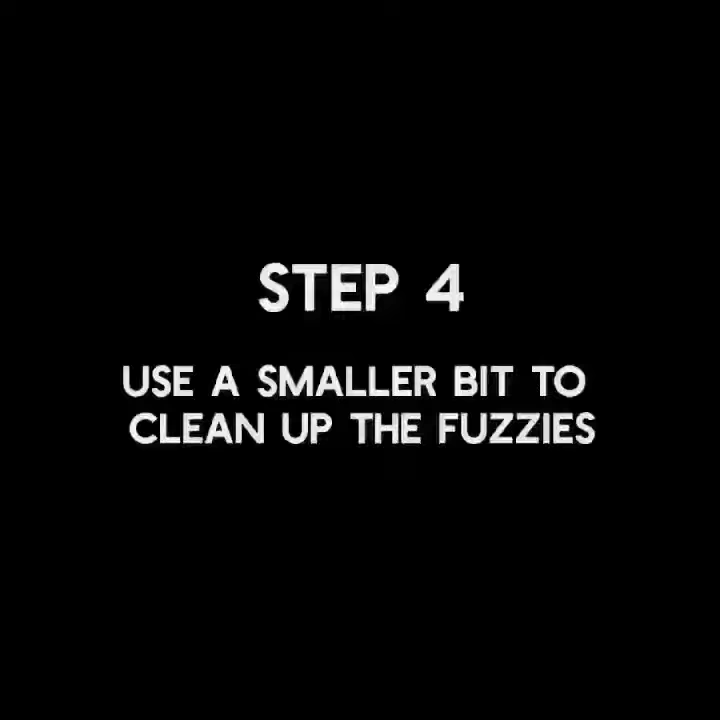 STEP 4
USE A SMALLER BIT TO
CLEAN UP THE FUZZIES